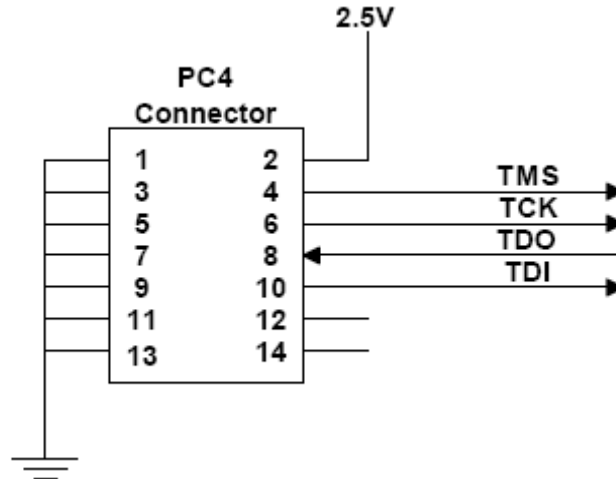 2.5V
PC4
Connector
1 2
3 4 TMS
5 6 TCK
7 8 TDO
9 10 TDI
11 12
13 14